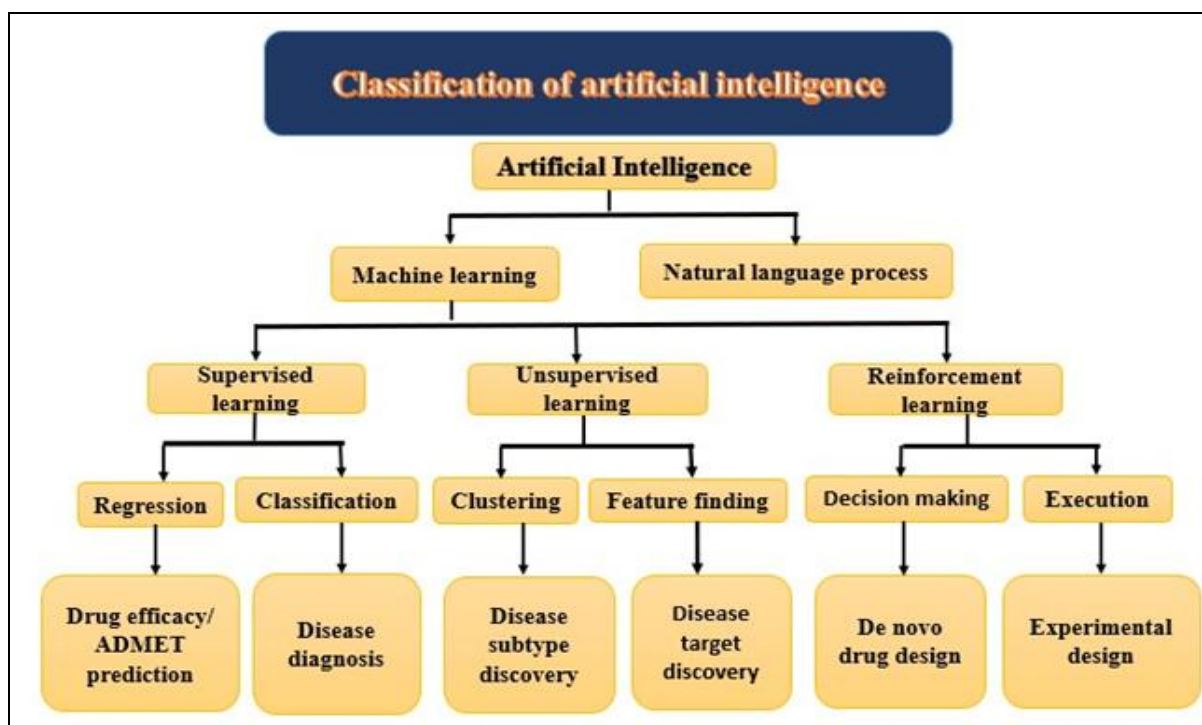 Classification of artificial intelligence
Artificial Intelligence
Machine learning
Natural language process
Supervised
learning
Unsupervised
learning
Reinforcement
learning
Regression
Classification
Clustering
Feature finding
Decision making
Execution
Drug efficacy/
ADMET
prediction
Disease
diagnosis
Disease
subtype
discovery
Disease
target
discovery
De novo
drug design
Experimental
design